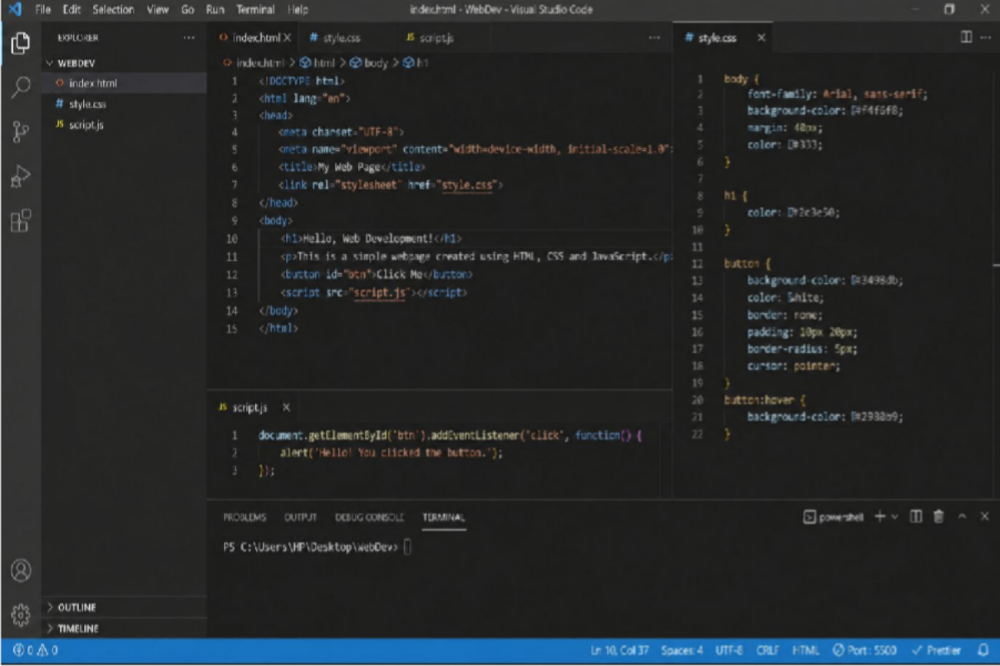 File Edit Selection View Go Run Terminal Help
index.html - WebDev - Visual Studio Code
EXPLORER ...
WEBDEV
index.html
# style.css
JS script.js
OUTLINE
TIMELINE
index.html × # style.css JS script.js ...
index.html > html > body > h1
1 <!DOCTYPE html>
2 <html lang="en">
3 <head>
4 <meta charset="UTF-8">
5 <meta name="viewport" content="width=device-width, initial-scale=1.0">
6 <title>My Web Page</title>
7 <link rel="stylesheet" href="style.css">
8 </head>
9 <body>
10 <h1>Hello, Web Development!</h1>
11 <p>This is a simple webpage created using HTML, CSS and JavaScript.</p>
12 <button id="btn">Click Me</button>
13 <script src="script.js"></script>
14 </body>
15 </html>
JS script.js ×
1 document.getElementById('btn').addEventListener('click', function() {
2 alert('Hello! You clicked the button.');
3 });
# style.css × ...
1 body {
2 font-family: Arial, sans-serif;
3 background-color: #f4f6f8;
4 margin: 40px;
5 color: #333;
6 }
7
8 h1 {
9 color: #2c3e50;
10 }
11
12 button {
13 background-color: #3498db;
14 color: white;
15 border: none;
16 padding: 10px 20px;
17 border-radius: 5px;
18 cursor: pointer;
19 }
20 button:hover {
21 background-color: #2980b9;
22 }
PROBLEMS OUTPUT DEBUG CONSOLE TERMINAL powershell
PS C:\Users\HP\Desktop\WebDev>
0 0 Ln 10, Col 37 Spaces: 4 UTF-8 CRLF HTML Port : 5500 Prettier